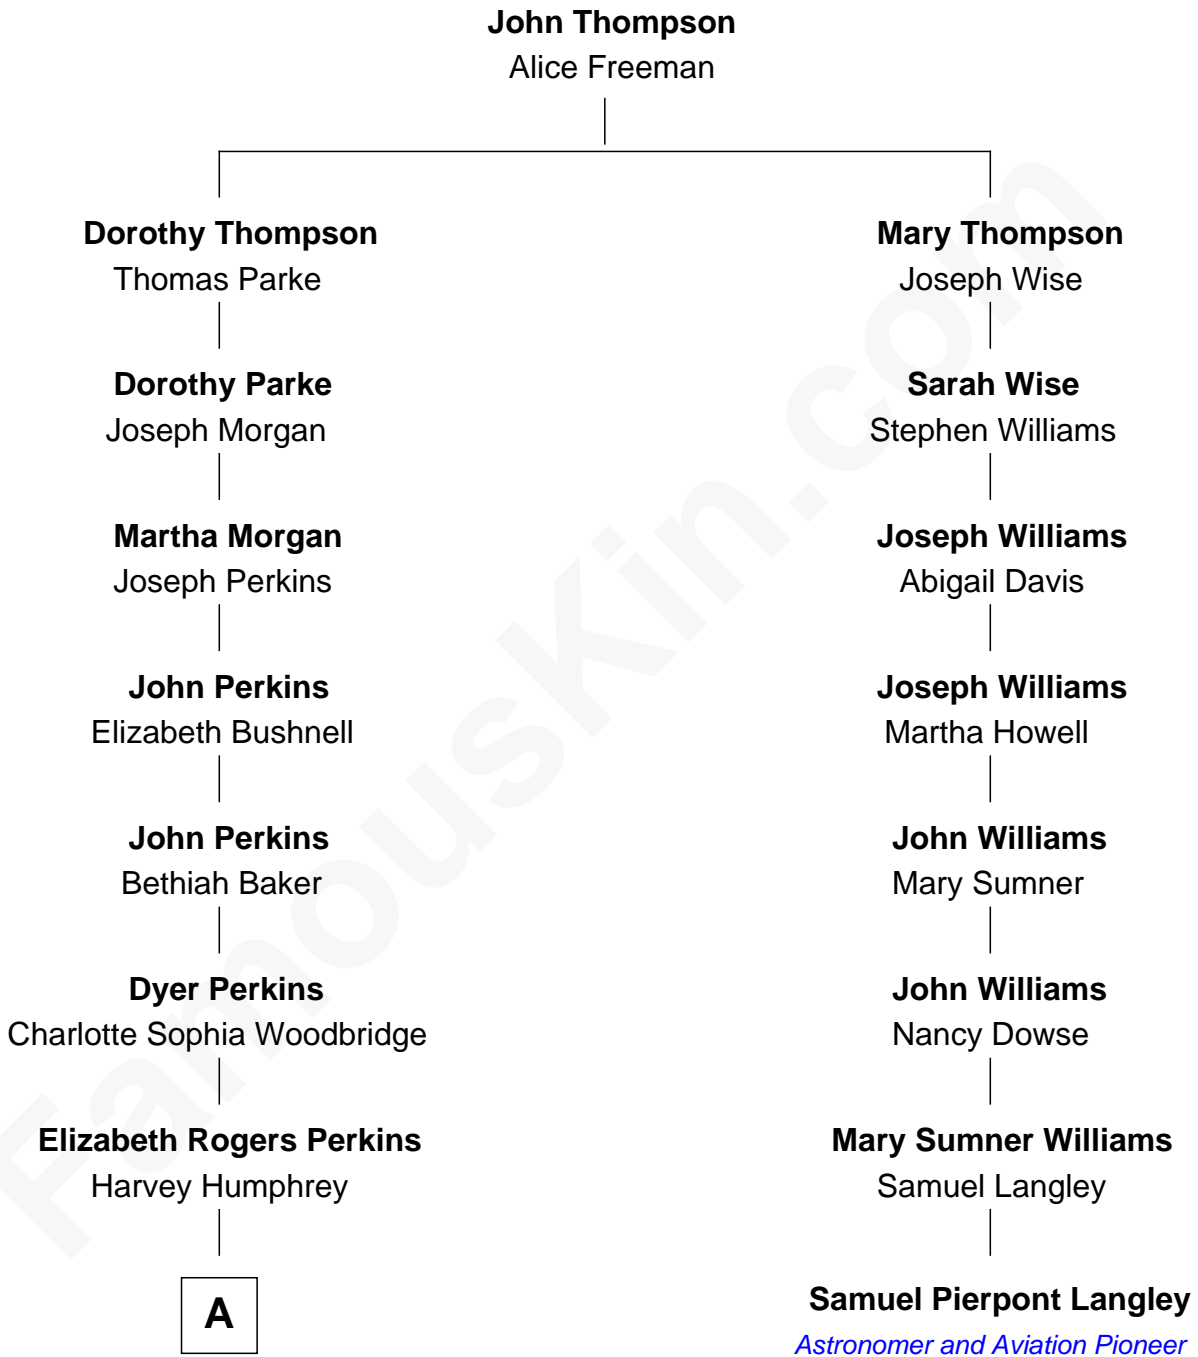 John Thompson
Alice Freeman
Dorothy Thompson
Thomas Parke
Mary Thompson
Joseph Wise
Dorothy Parke
Joseph Morgan
Sarah Wise
Stephen Williams
Martha Morgan
Joseph Perkins
Joseph Williams
Abigail Davis
John Perkins
Elizabeth Bushnell
Joseph Williams
Martha Howell
John Perkins
Bethiah Baker
John Williams
Mary Sumner
Dyer Perkins
Charlotte Sophia Woodbridge
John Williams
Nancy Dowse
Elizabeth Rogers Perkins
Harvey Humphrey
Mary Sumner Williams
Samuel Langley
A
Samuel Pierpont Langley
Astronomer and Aviation Pioneer
FamousKin.com